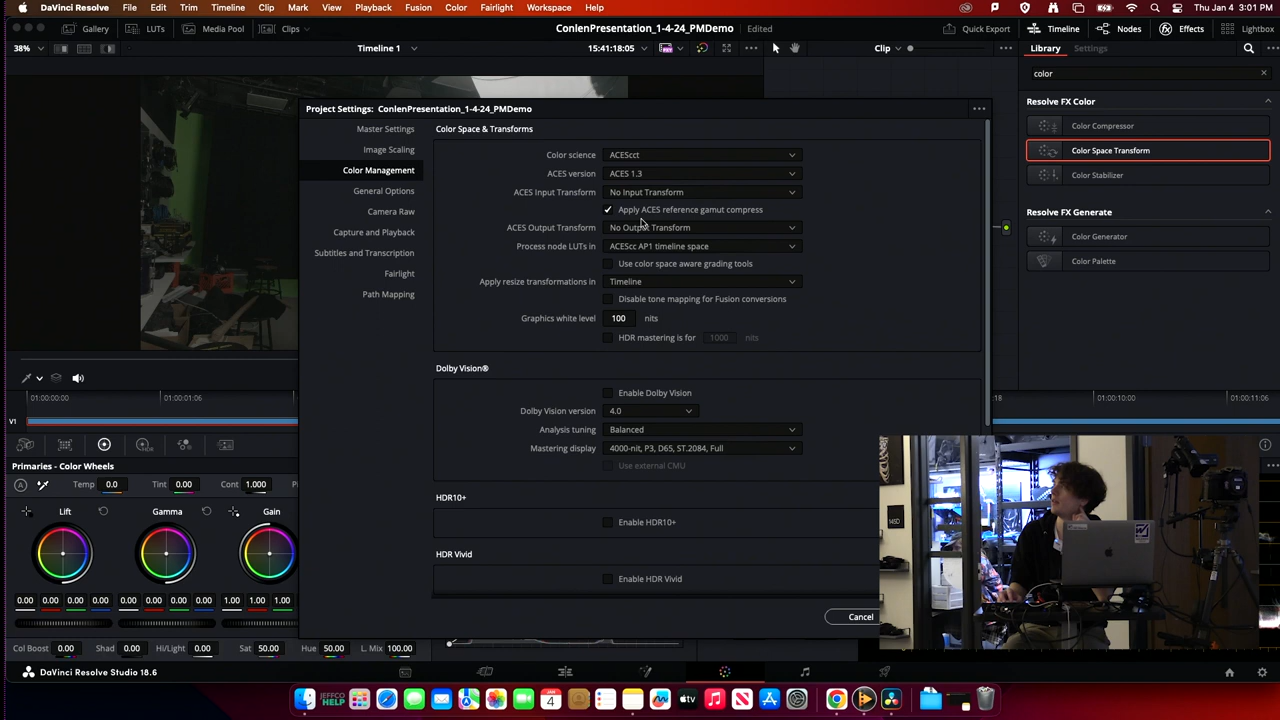 DaVinci Resolve File Edit Trim Timeline Clip Mark View Playback Fusion Color Fairlight Workspace Help Thu Jan 4 3:01 PM
Gallery LUTs Media Pool Clips ConlenPresentation_1-4-24_PMDemo Edited Quick Export Timeline Nodes Effects Lightbox
38% Timeline 1 15:41:18:05 Clip Library Settings
color
Project Settings: ConlenPresentation_1-4-24_PMDemo
Master Settings
Image Scaling
Color Management
General Options
Camera Raw
Capture and Playback
Subtitles and Transcription
Fairlight
Path Mapping
Color Space & Transforms
Color science ACEScct
ACES version ACES 1.3
ACES Input Transform No Input Transform
Apply ACES reference gamut compress
ACES Output Transform No Output Transform
Process node LUTs in ACEScc AP1 timeline space
Use color space aware grading tools
Apply resize transformations in Timeline
Disable tone mapping for Fusion conversions
Graphics white level 100 nits
HDR mastering is for 1000 nits
Dolby Vision®
Enable Dolby Vision
Dolby Vision version 4.0
Analysis tuning Balanced
Mastering display 4000-nit, P3, D65, ST.2084, Full
Use external CMU
HDR10+
Enable HDR10+
HDR Vivid
Enable HDR Vivid
Cancel
Resolve FX Color
Color Compressor
Color Space Transform
Color Stabilizer
Resolve FX Generate
Color Generator
Color Palette
01:00:00:00 01:00:01:06 01:00:10:00 01:00:11:06
V1
Primaries - Color Wheels
Temp 0.0 Tint 0.00 Cont 1.000
Lift Gamma Gain
0.00 0.00 0.00 0.00 0.00 0.00 0.00 0.00 1.00 1.00 1.00
Col Boost 0.00 Shad 0.00 Hi/Light 0.00 Sat 50.00 Hue 50.00 L. Mix 100.00
DaVinci Resolve Studio 18.6
JEFFCO
HELP
4